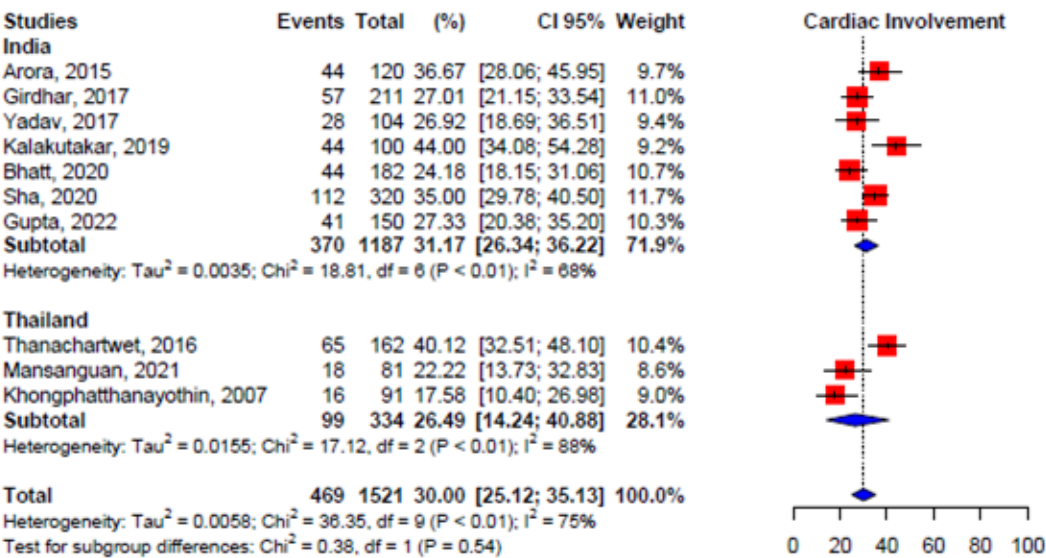 Studies Events Total (%) CI 95% Weight Cardiac Involvement
India
Arora, 2015 44 120 36.67 [28.06; 45.95] 9.7%
Girdhar, 2017 57 211 27.01 [21.15; 33.54] 11.0%
Yadav, 2017 28 104 26.92 [18.69; 36.51] 9.4%
Kalakutakar, 2019 44 100 44.00 [34.08; 54.28] 9.2%
Bhatt, 2020 44 182 24.18 [18.15; 31.06] 10.7%
Sha, 2020 112 320 35.00 [29.78; 40.50] 11.7%
Gupta, 2022 41 150 27.33 [20.38; 35.20] 10.3%
Subtotal 370 1187 31.17 [26.34; 36.22] 71.9%
Heterogeneity: Tau² = 0.0035; Chi² = 18.81, df = 6 (P < 0.01); I² = 68%
Thailand
Thanachartwet, 2016 65 162 40.12 [32.51; 48.10] 10.4%
Mansanguan, 2021 18 81 22.22 [13.73; 32.83] 8.6%
Khongphatthanayothin, 2007 16 91 17.58 [10.40; 26.98] 9.0%
Subtotal 99 334 26.49 [14.24; 40.88] 28.1%
Heterogeneity: Tau² = 0.0155; Chi² = 17.12, df = 2 (P < 0.01); I² = 88%
Total 469 1521 30.00 [25.12; 35.13] 100.0%
Heterogeneity: Tau² = 0.0058; Chi² = 36.35, df = 9 (P < 0.01); I² = 75%
Test for subgroup differences: Chi² = 0.38, df = 1 (P = 0.54)
0 20 40 60 80 100